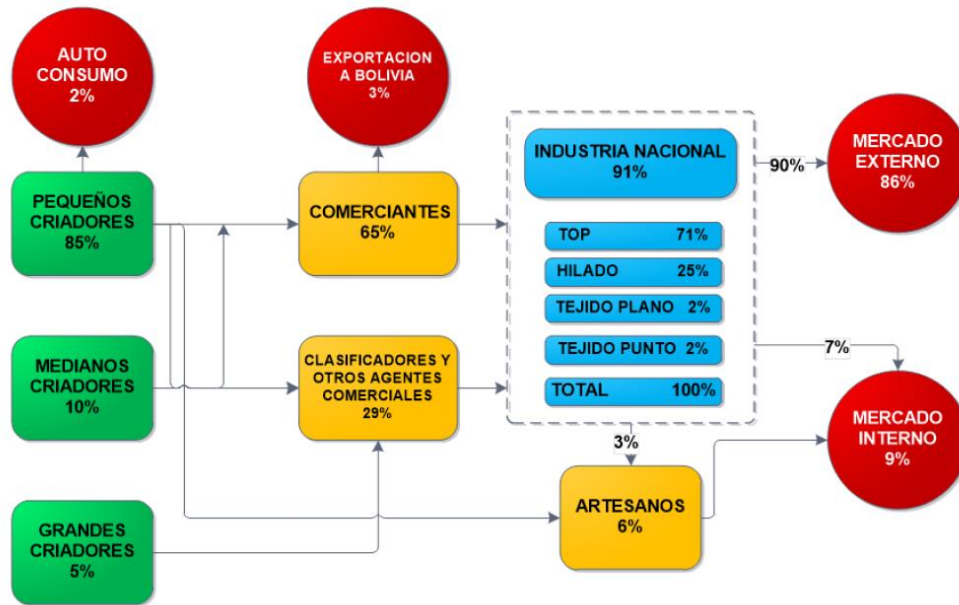 AUTO
CONSUMO
2%
EXPORTACION
A BOLIVIA
3%
PEQUEÑOS
CRIADORES
85%
COMERCIANTES
65%
INDUSTRIA NACIONAL
91%
90%
MERCADO
EXTERNO
86%
TOP 71%
HILADO 25%
TEJIDO PLANO 2%
TEJIDO PUNTO 2%
TOTAL 100%
MEDIANOS
CRIADORES
10%
CLASIFICADORES Y
OTROS AGENTES
COMERCIALES
29%
7%
MERCADO
INTERNO
9%
3%
GRANDES
CRIADORES
5%
ARTESANOS
6%